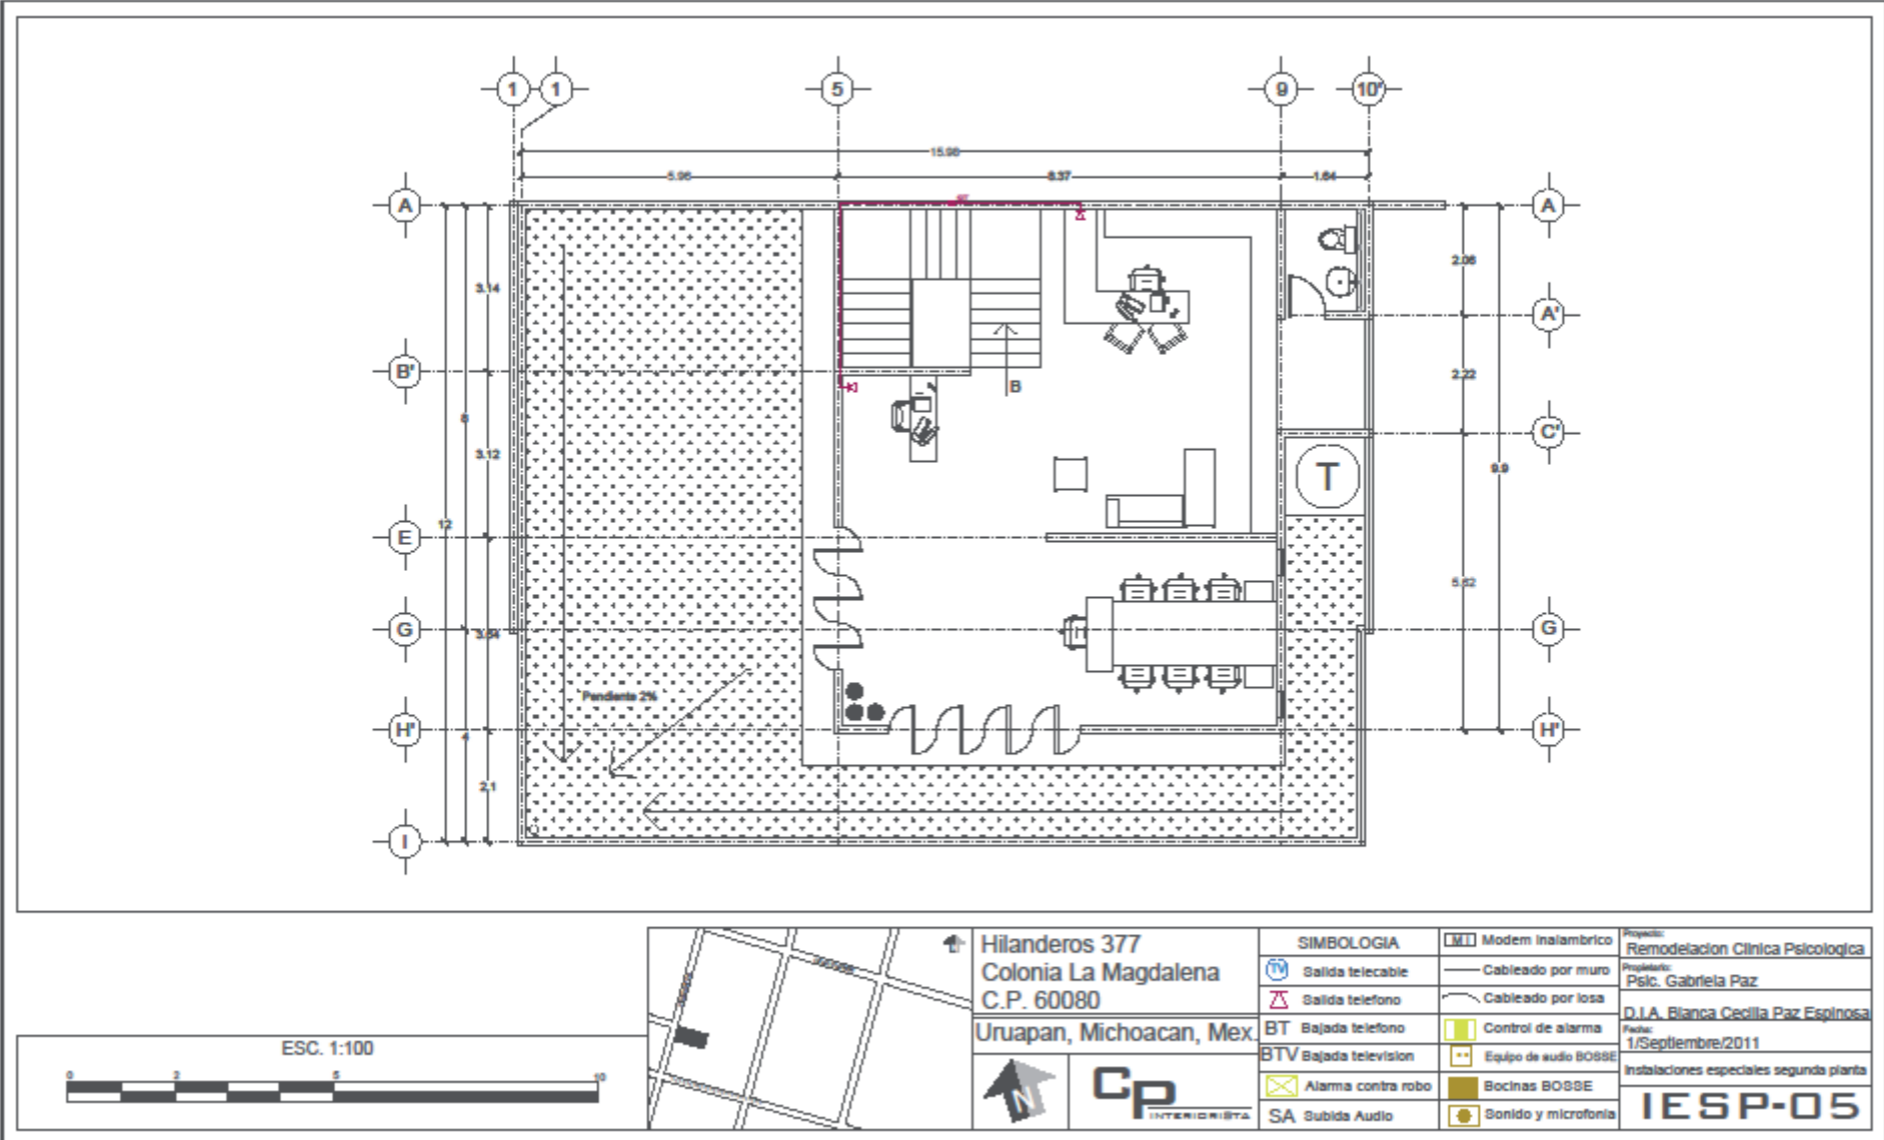 1 1 5 9 10'
15.98
5.96 8.37 1.64
A A
3.14 2.06
A'
B' 2.22
B
8
3.12
C'
T
9.9
12
E
5.62
G G
3.64
Pendiente 2%
H' H'
4
2.1
I
Hilanderos 377
Colonia La Magdalena
C.P. 60080
Uruapan, Michoacan, Mex.
N
CP
INTERIORISTA
ESC. 1:100
0 2 5 10
SIMBOLOGIA
TV Salida telecable
Salida telefono
BT Bajada telefono
BTV Bajada television
Alarma contra robo
SA Subida Audio
M I Modem Inalambrico
Cableado por muro
Cableado por losa
Control de alarma
Equipo de audio BOSSE
Bocinas BOSSE
Sonido y microfonia
Proyecto:
Remodelacion Clinica Psicologica
Propietario:
Psic. Gabriela Paz
D.I.A. Blanca Cecilia Paz Espinosa
Fecha:
1/Septiembre/2011
Instalaciones especiales segunda planta
IESP-05